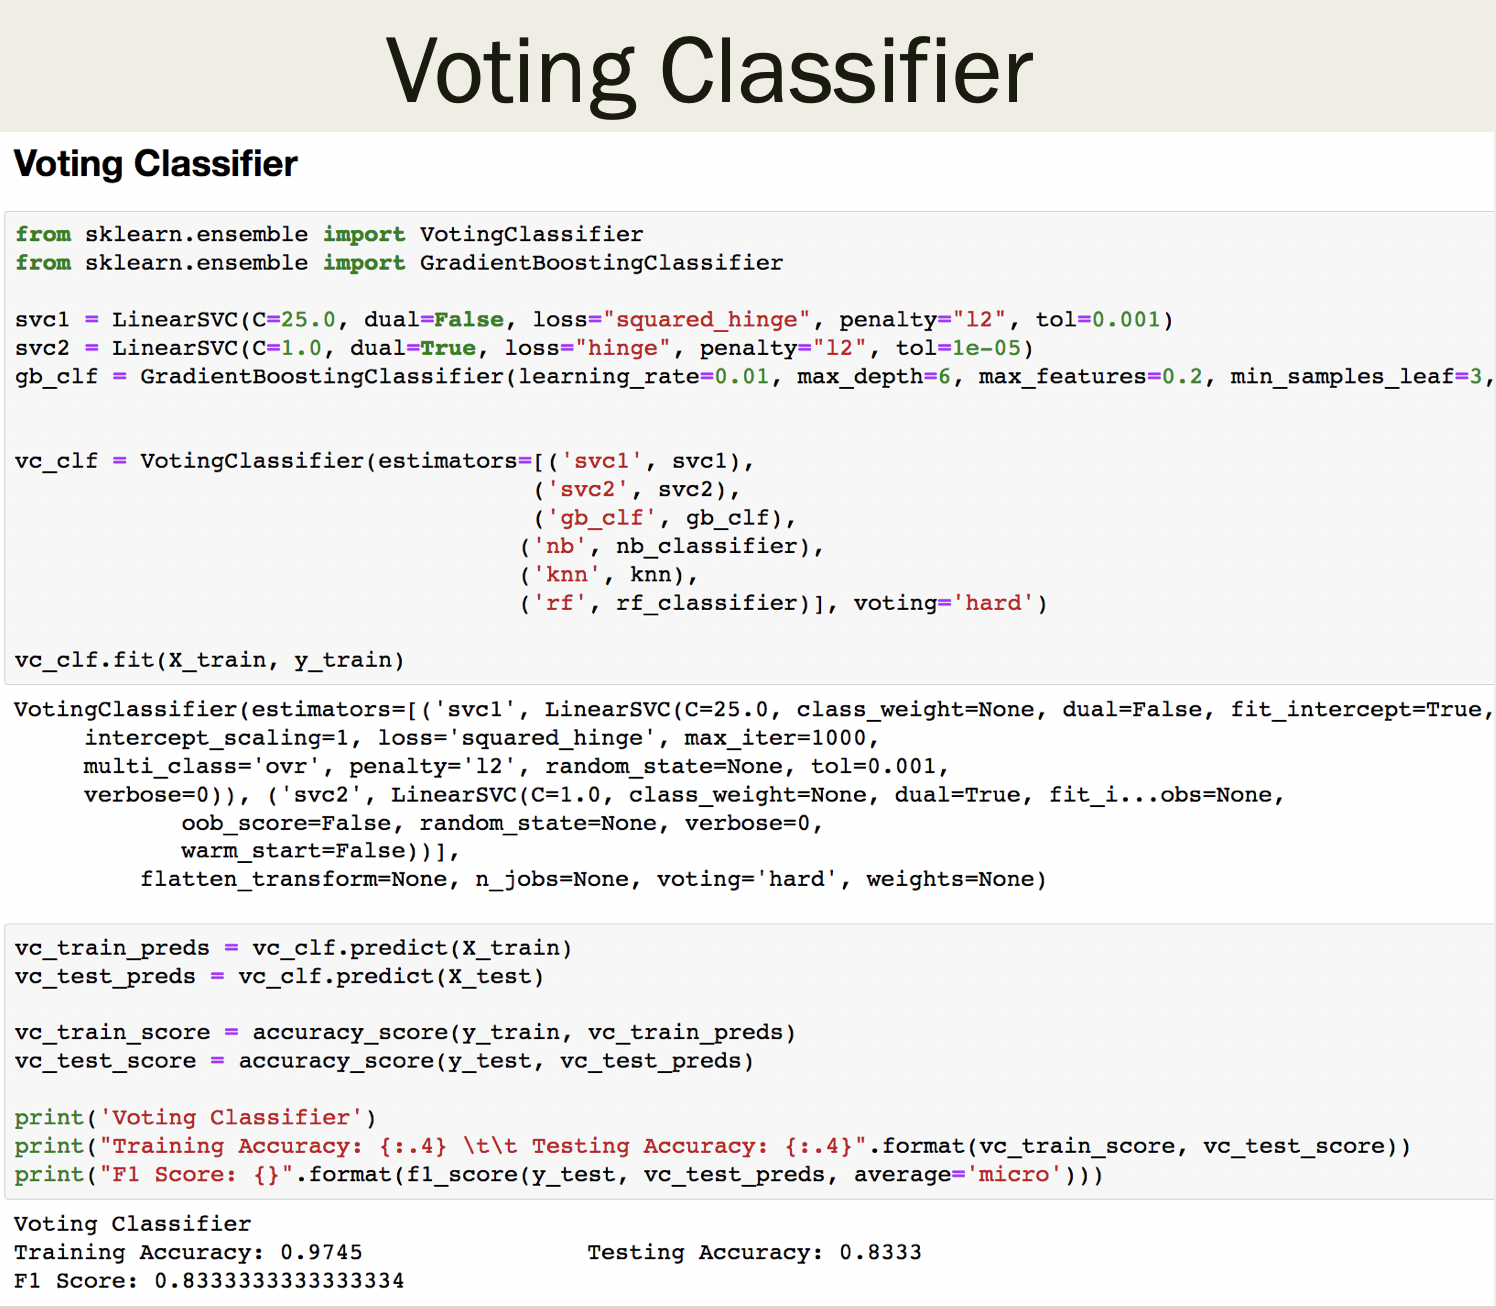 Voting Classifier
Voting Classifier
from sklearn.ensemble import VotingClassifier
from sklearn.ensemble import GradientBoostingClassifier
svc1 = LinearSVC(C=25.0, dual=False, loss="squared_hinge", penalty="l2", tol=0.001)
svc2 = LinearSVC(C=1.0, dual=True, loss="hinge", penalty="l2", tol=1e-05)
gb_clf = GradientBoostingClassifier(learning_rate=0.01, max_depth=6, max_features=0.2, min_samples_leaf=3,
vc_clf = VotingClassifier(estimators=[('svc1', svc1),
('svc2', svc2),
('gb_clf', gb_clf),
('nb', nb_classifier),
('knn', knn),
('rf', rf_classifier)], voting='hard')
vc_clf.fit(X_train, y_train)
VotingClassifier(estimators=[('svc1', LinearSVC(C=25.0, class_weight=None, dual=False, fit_intercept=True,
intercept_scaling=1, loss='squared_hinge', max_iter=1000,
multi_class='ovr', penalty='l2', random_state=None, tol=0.001,
verbose=0)), ('svc2', LinearSVC(C=1.0, class_weight=None, dual=True, fit_i...obs=None,
oob_score=False, random_state=None, verbose=0,
warm_start=False))],
flatten_transform=None, n_jobs=None, voting='hard', weights=None)
vc_train_preds = vc_clf.predict(X_train)
vc_test_preds = vc_clf.predict(X_test)
vc_train_score = accuracy_score(y_train, vc_train_preds)
vc_test_score = accuracy_score(y_test, vc_test_preds)
print('Voting Classifier')
print("Training Accuracy: {:.4} \t\t Testing Accuracy: {:.4}".format(vc_train_score, vc_test_score))
print("F1 Score: {}".format(f1_score(y_test, vc_test_preds, average='micro')))
Voting Classifier
Training Accuracy: 0.9745 Testing Accuracy: 0.8333
F1 Score: 0.8333333333333334